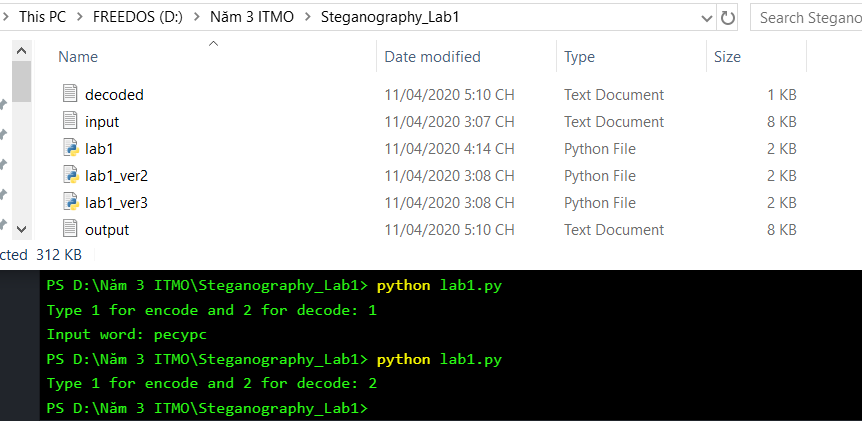 This PC > FREEDOS (D:) > Năm 3 ITMO > Steganography_Lab1 Search Stegano
Name Date modified Type Size
decoded 11/04/2020 5:10 CH Text Document 1 KB
input 11/04/2020 3:07 CH Text Document 8 KB
lab1 11/04/2020 4:14 CH Python File 2 KB
lab1_ver2 11/04/2020 3:08 CH Python File 2 KB
lab1_ver3 11/04/2020 3:08 CH Python File 2 KB
output 11/04/2020 5:10 CH Text Document 8 KB
cted 312 KB
PS D:\Năm 3 ITMO\Steganography_Lab1> python lab1.py
Type 1 for encode and 2 for decode: 1
Input word: ресурс
PS D:\Năm 3 ITMO\Steganography_Lab1> python lab1.py
Type 1 for encode and 2 for decode: 2
PS D:\Năm 3 ITMO\Steganography_Lab1>